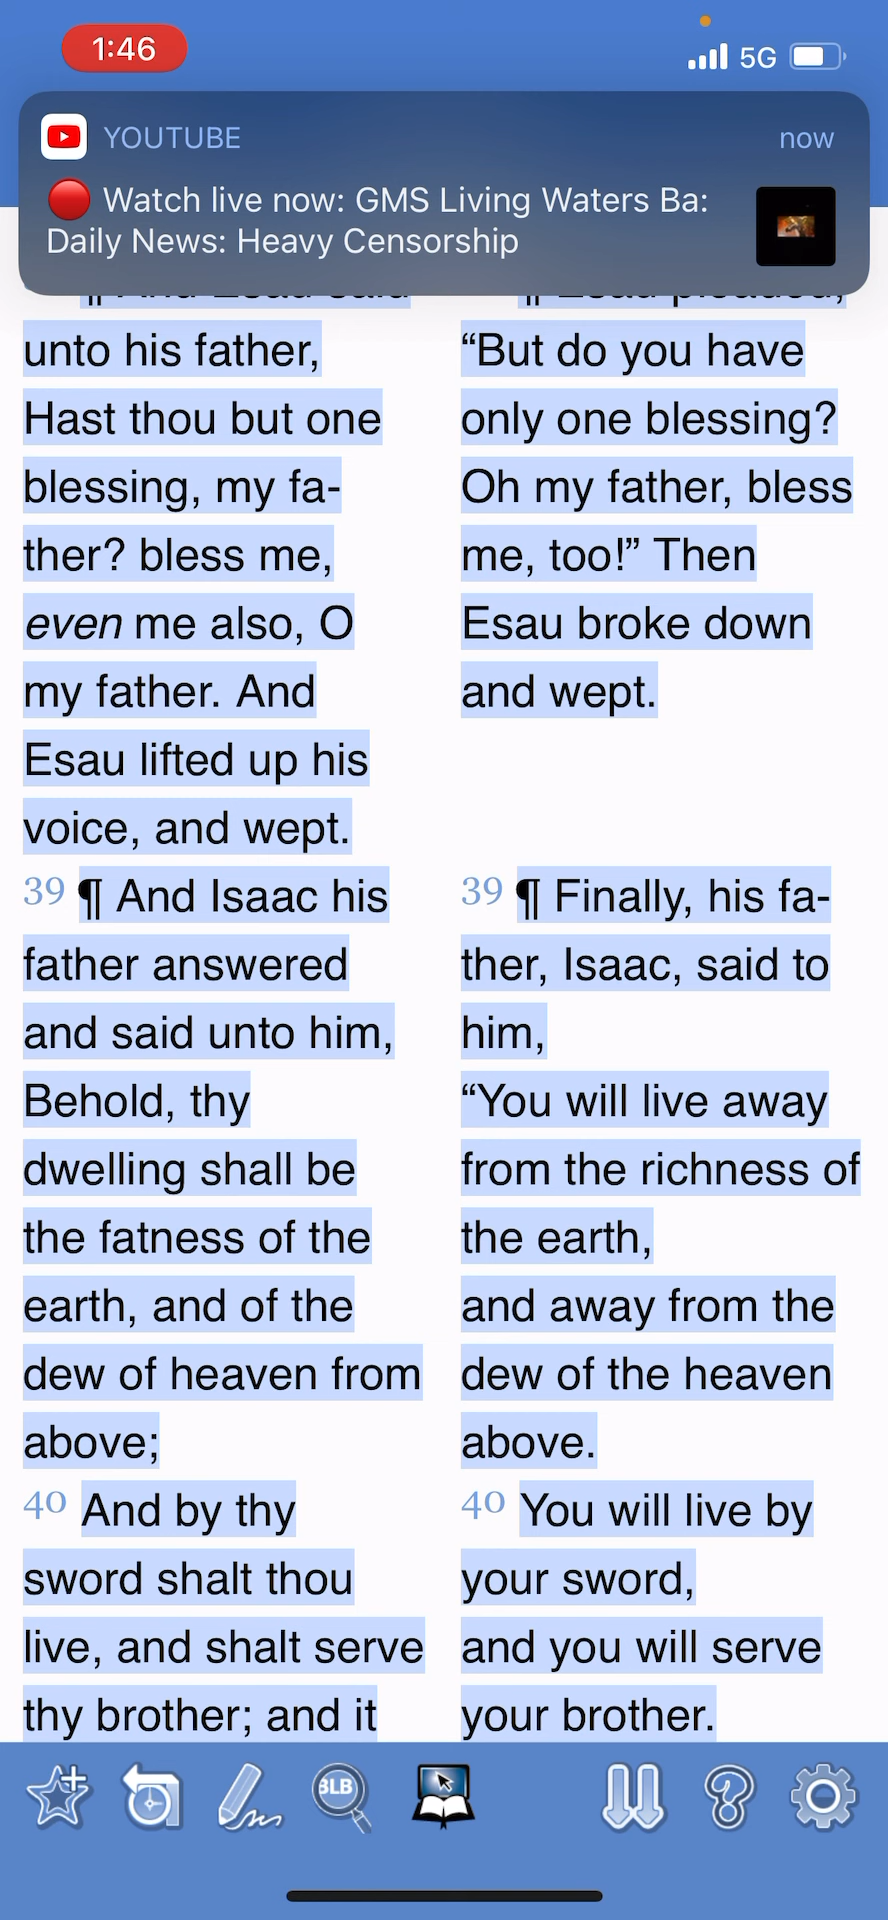 1:46
5G
YOUTUBE
now
Watch live now: GMS Living Waters Ba:
Daily News: Heavy Censorship
¶ And Esau said
unto his father,
Hast thou but one
blessing, my fa-
ther? bless me,
even me also, O
my father. And
Esau lifted up his
voice, and wept.
39 ¶ And Isaac his
father answered
and said unto him,
Behold, thy
dwelling shall be
the fatness of the
earth, and of the
dew of heaven from
above;
40 And by thy
sword shalt thou
live, and shalt serve
thy brother; and it
¶ Esau pleaded,
“But do you have
only one blessing?
Oh my father, bless
me, too!” Then
Esau broke down
and wept.
39 ¶ Finally, his fa-
ther, Isaac, said to
him,
“You will live away
from the richness of
the earth,
and away from the
dew of the heaven
above.
40 You will live by
your sword,
and you will serve
your brother.
BLB